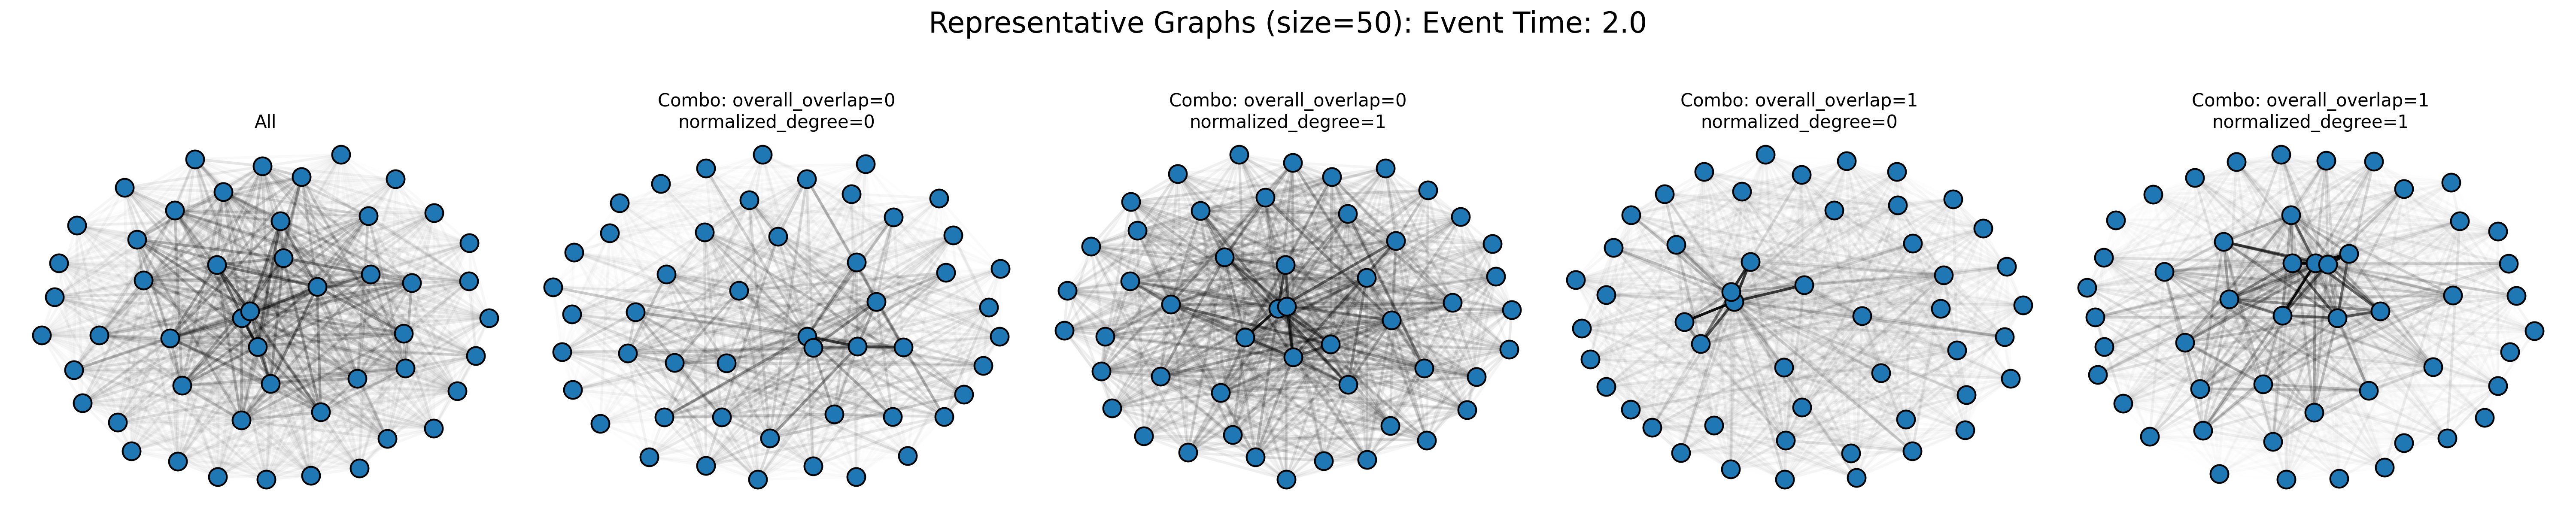 Representative Graphs (size=50): Event Time: 2.0
All
Combo: overall_overlap=0
normalized_degree=0
Combo: overall_overlap=0
normalized_degree=1
Combo: overall_overlap=1
normalized_degree=0
Combo: overall_overlap=1
normalized_degree=1